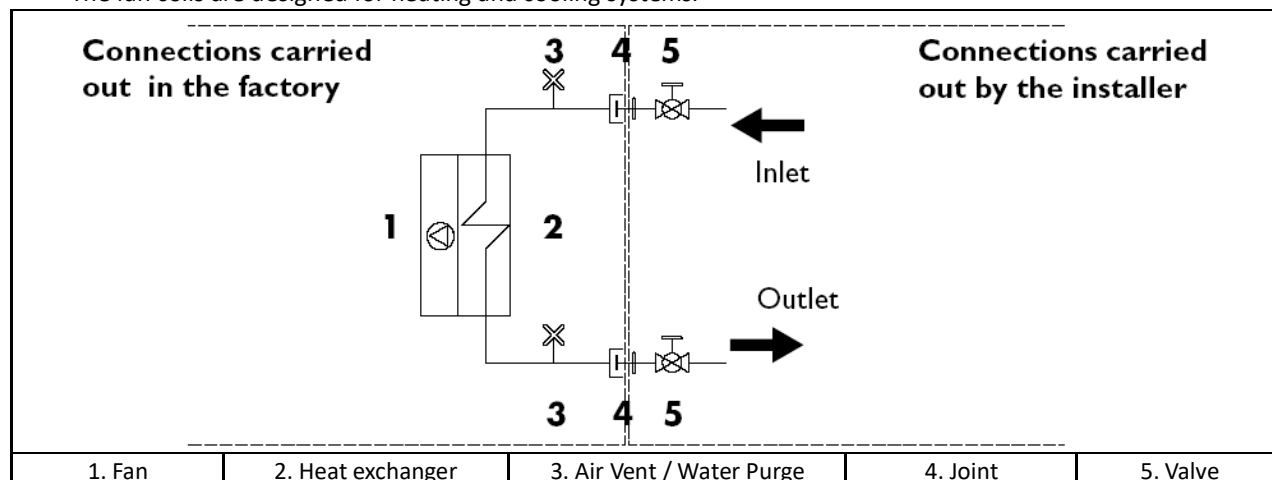 The fan coils are designed for heating and cooling systems.
Connections carried
out in the factory
3 4 5
Connections carried
out by the installer
Inlet
1 2
Outlet
3 4 5
1. Fan 2. Heat exchanger 3. Air Vent / Water Purge 4. Joint 5. Valve